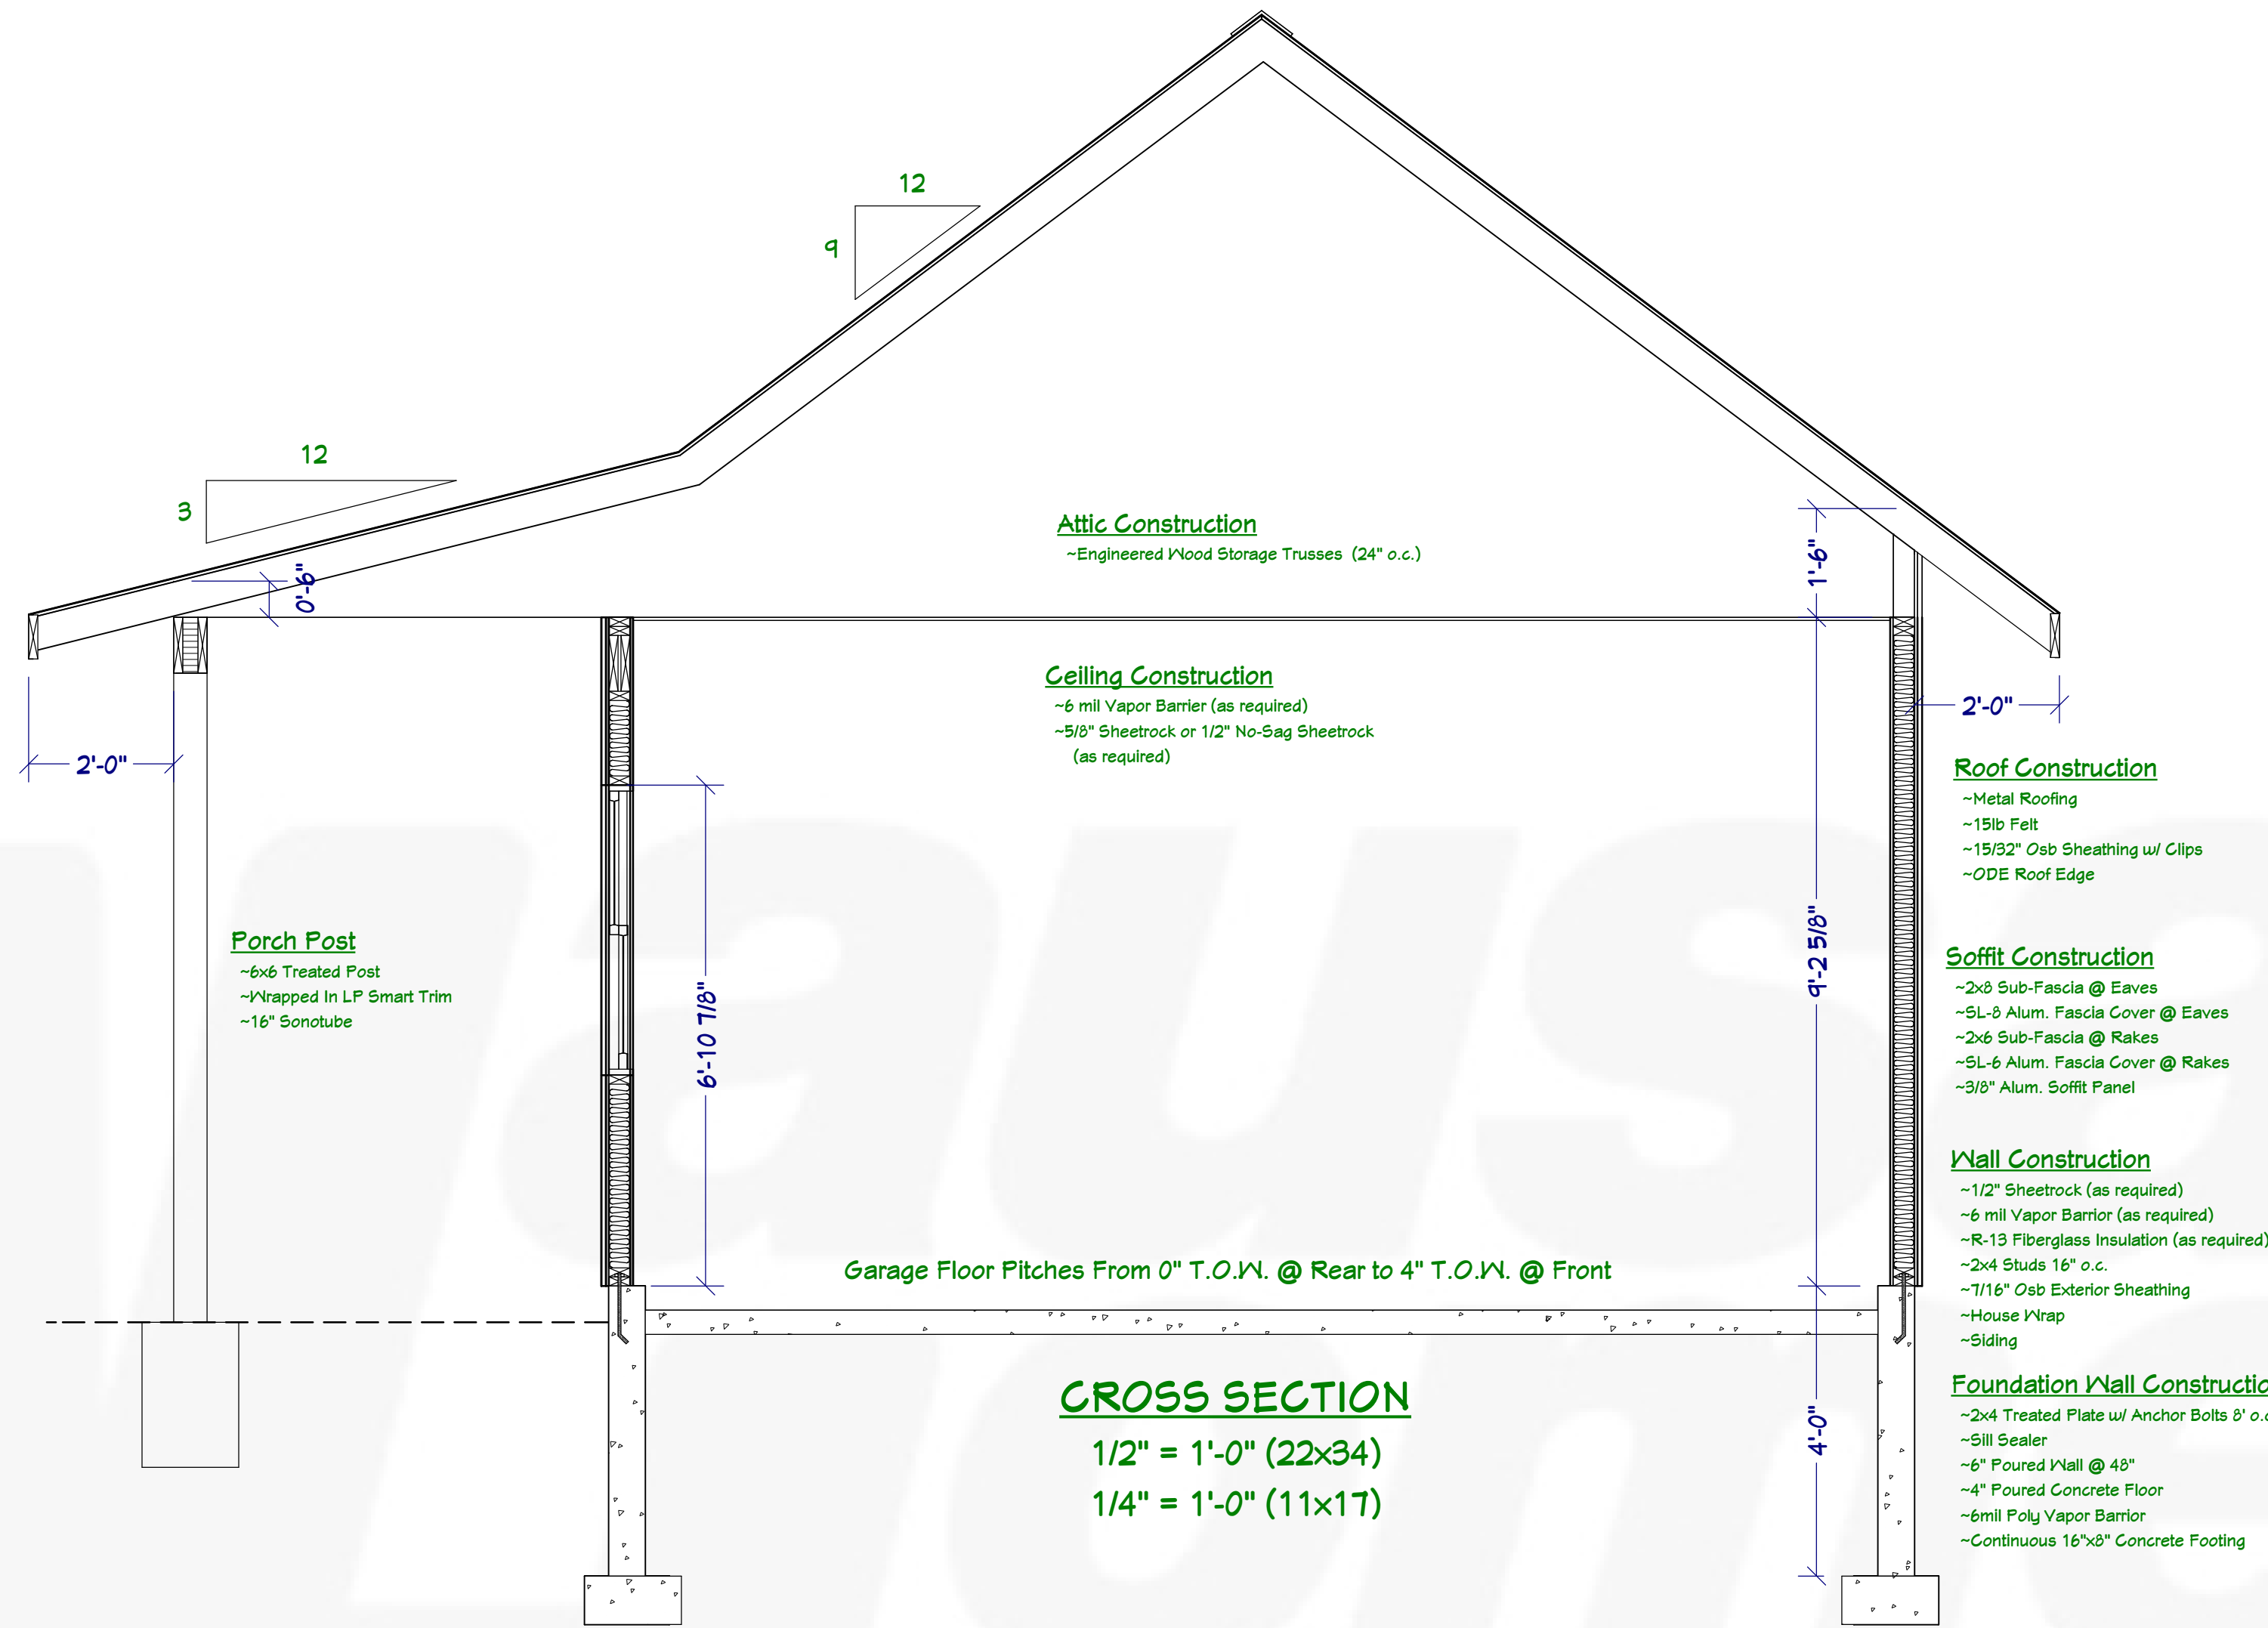 12
9
12
3
0'-6"
1'-6"
Attic Construction
~Engineered Wood Storage Trusses (24" o.c.)
Ceiling Construction
~6 mil Vapor Barrier (as required)
~5/8" Sheetrock or 1/2" No-Sag Sheetrock
(as required)
2'-0"
2'-0"
Roof Construction
~Metal Roofing
~15lb Felt
~15/32" Osb Sheathing w/ Clips
~ODE Roof Edge
Porch Post
~6x6 Treated Post
~Wrapped In LP Smart Trim
~16" Sonotube
6'-10 7/8"
9'-2 5/8"
Soffit Construction
~2x8 Sub-Fascia @ Eaves
~SL-8 Alum. Fascia Cover @ Eaves
~2x6 Sub-Fascia @ Rakes
~SL-6 Alum. Fascia Cover @ Rakes
~3/8" Alum. Soffit Panel
Wall Construction
~1/2" Sheetrock (as required)
~6 mil Vapor Barrior (as required)
~R-13 Fiberglass Insulation (as required)
~2x4 Studs 16" o.c.
~7/16" Osb Exterior Sheathing
~House Wrap
~Siding
Garage Floor Pitches From 0" T.O.W. @ Rear to 4" T.O.W. @ Front
CROSS SECTION
1/2" = 1'-0" (22x34)
1/4" = 1'-0" (11x17)
4'-0"
Foundation Wall Constructio
~2x4 Treated Plate w/ Anchor Bolts 8' o.c
~Sill Sealer
~6" Poured Wall @ 48"
~4" Poured Concrete Floor
~6mil Poly Vapor Barrior
~Continuous 16"x8" Concrete Footing